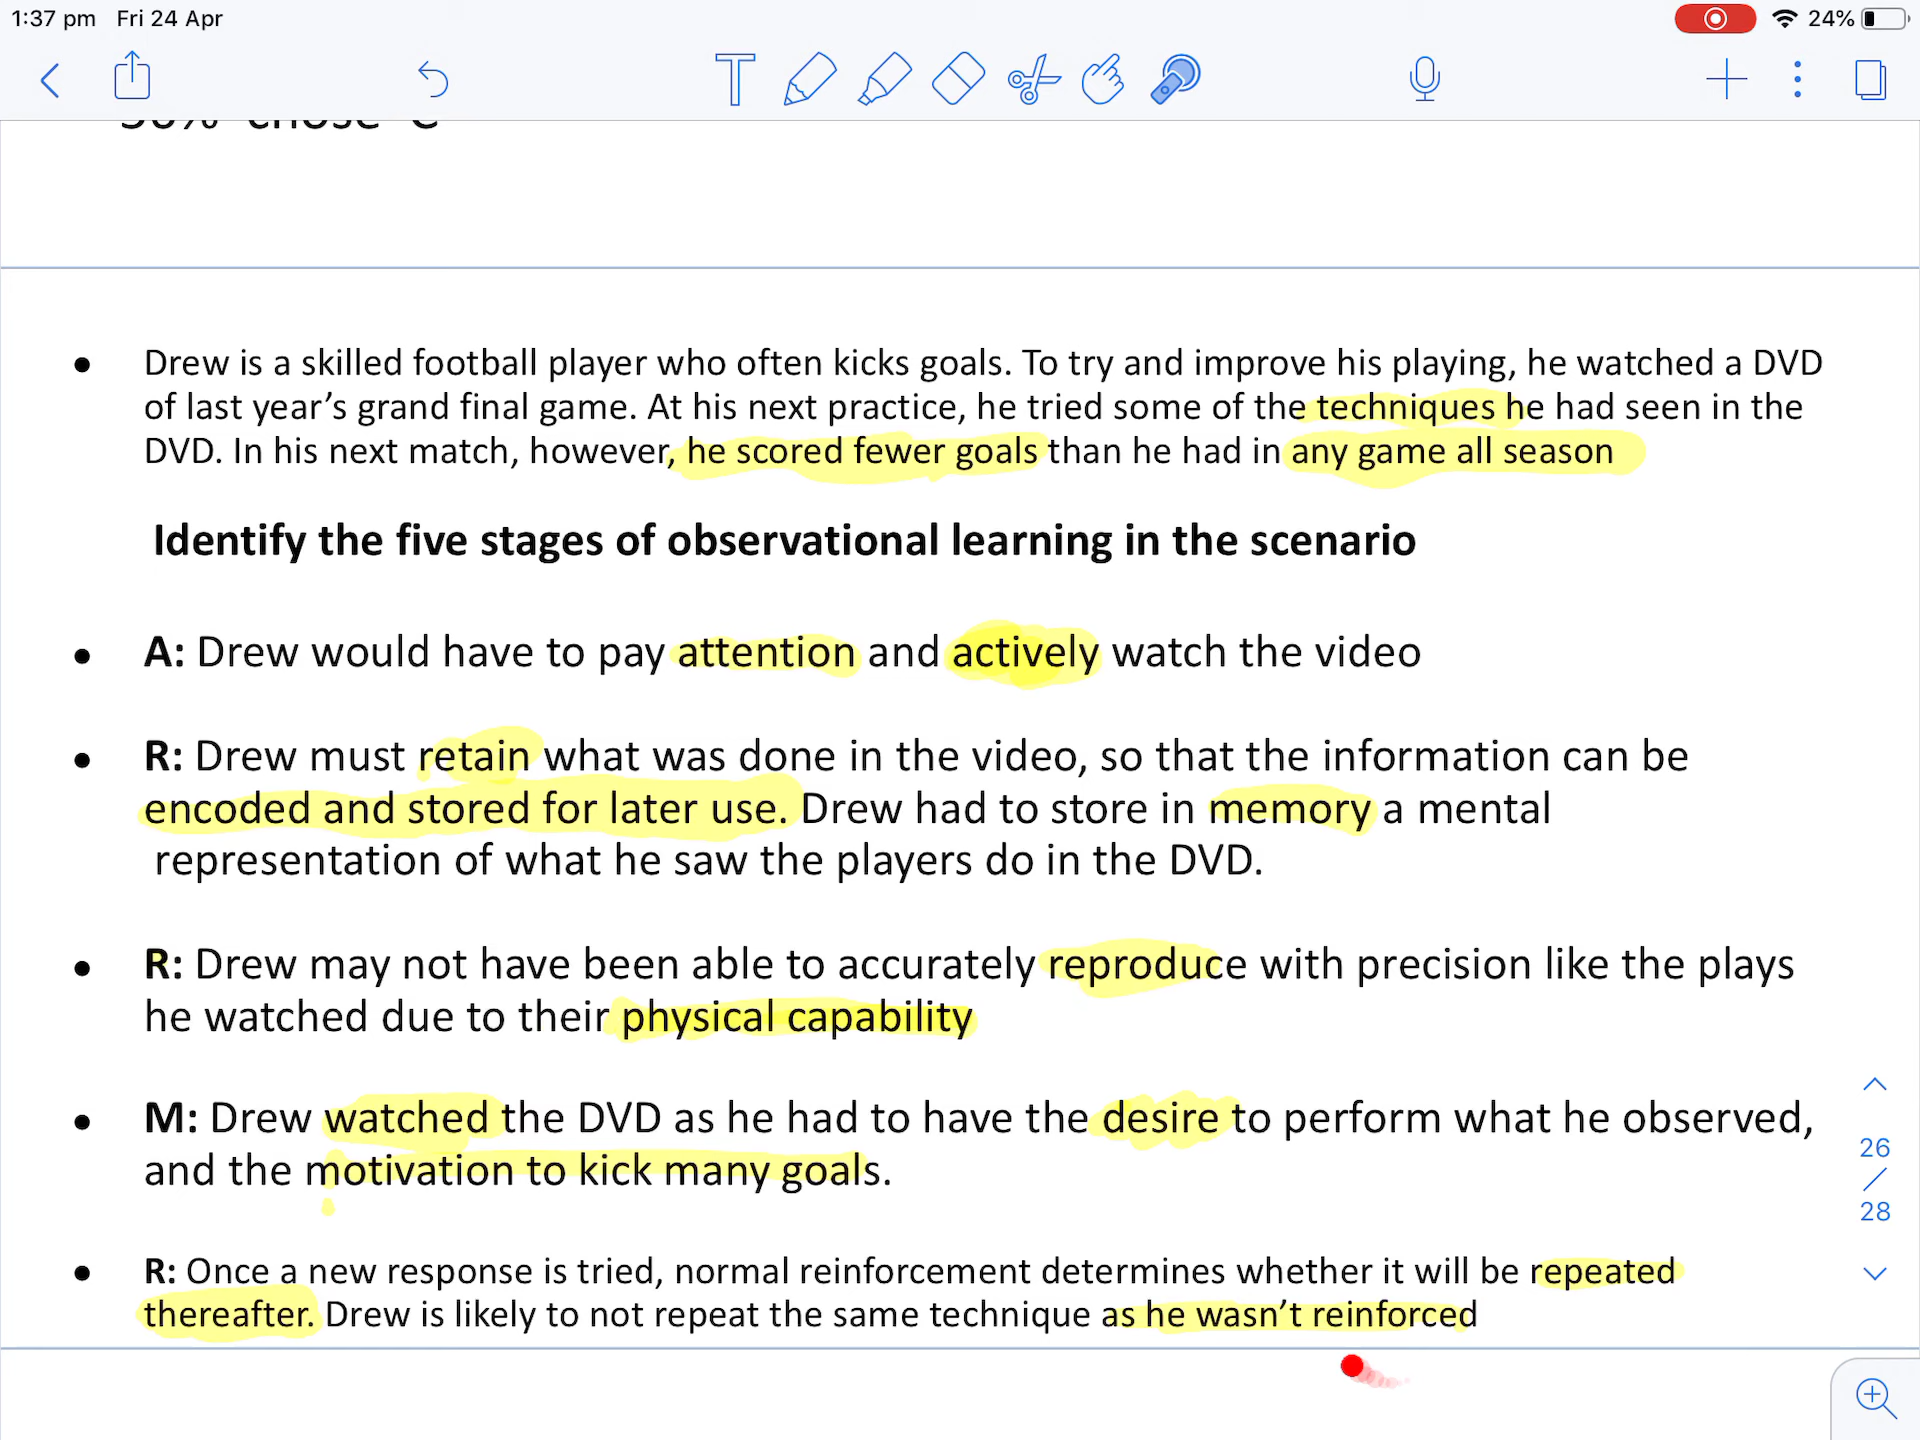 1:37 pm Fri 24 Apr
24%
50% chose C
• Drew is a skilled football player who often kicks goals. To try and improve his playing, he watched a DVD
of last year’s grand final game. At his next practice, he tried some of the techniques he had seen in the
DVD. In his next match, however, he scored fewer goals than he had in any game all season
Identify the five stages of observational learning in the scenario
• A: Drew would have to pay attention and actively watch the video
• R: Drew must retain what was done in the video, so that the information can be
encoded and stored for later use. Drew had to store in memory a mental
representation of what he saw the players do in the DVD.
• R: Drew may not have been able to accurately reproduce with precision like the plays
he watched due to their physical capability
• M: Drew watched the DVD as he had to have the desire to perform what he observed,
and the motivation to kick many goals.
26
/
28
• R: Once a new response is tried, normal reinforcement determines whether it will be repeated
thereafter. Drew is likely to not repeat the same technique as he wasn’t reinforced